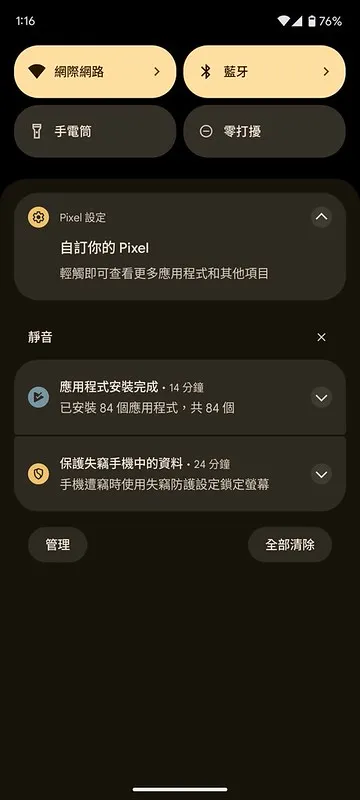 1:16 76%
網際網路 藍牙
手電筒 零打擾
Pixel 設定
自訂你的 Pixel
輕觸即可查看更多應用程式和其他項目
靜音
應用程式安裝完成 • 14 分鐘
已安裝 84 個應用程式，共 84 個
保護失竊手機中的資料 • 24 分鐘
手機遭竊時使用失竊防護設定鎖定螢幕
管理 全部清除